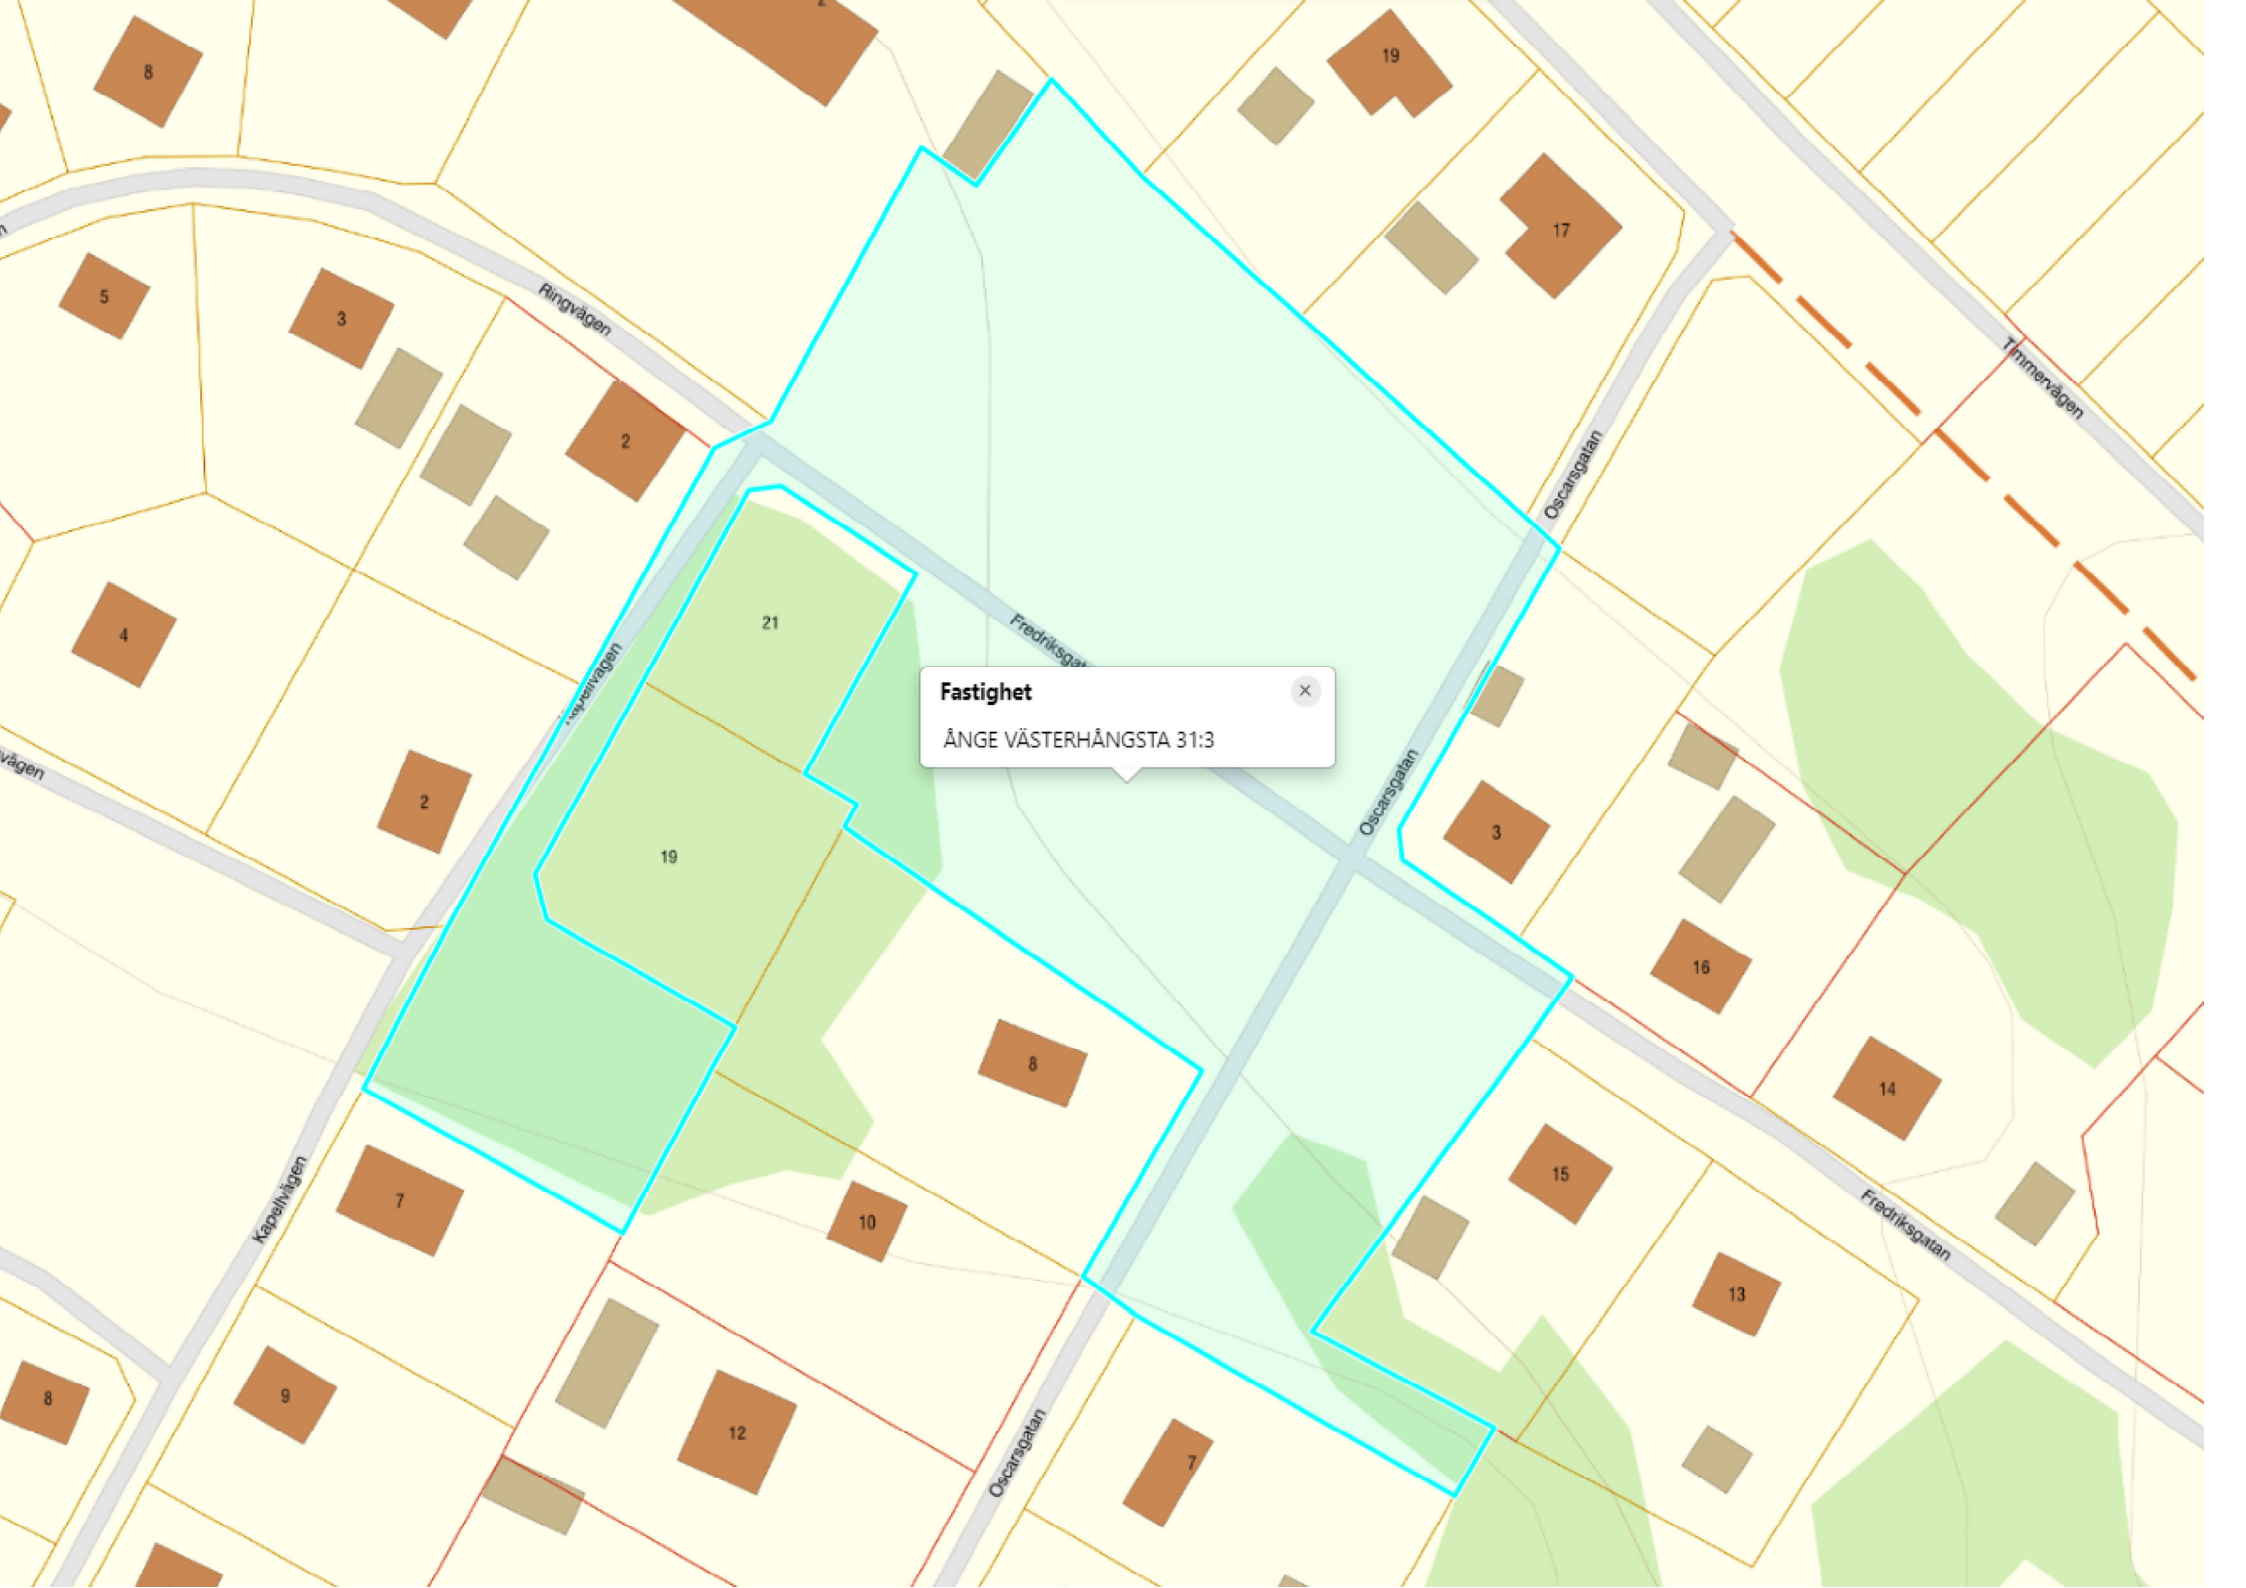 2
8
19
17
5
3
Ringvägen
2
Timmervägen
Oscarsgatan
4
21
Fredriksgat
Kapellvägen
Fastighet
ÅNGE VÄSTERHÅNGSTA 31:3
vägen
2
Oscarsgatan
3
19
16
8
14
7
Kapellvägen
10
15
Fredriksgatan
13
8
9
12
7
Oscarsgatan